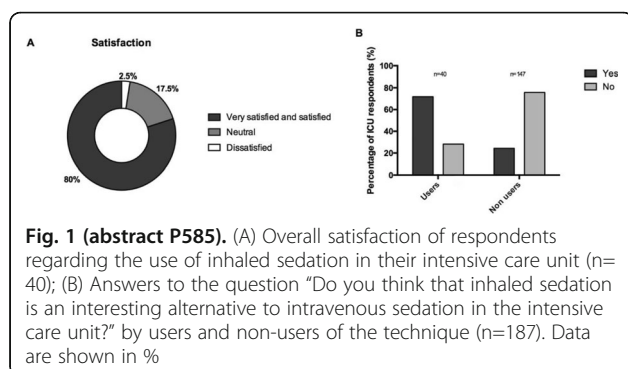 A
Satisfaction
2.5%
17.5%
80%
Very satisfied and satisfied
Neutral
Dissatisfied
B
Percentage of ICU respondents (%)
100
80
60
40
20
0
n=40
n=147
Yes
No
Users
Non users
Fig. 1 (abstract P585). (A) Overall satisfaction of respondents
regarding the use of inhaled sedation in their intensive care unit (n=
40); (B) Answers to the question “Do you think that inhaled sedation
is an interesting alternative to intravenous sedation in the intensive
care unit?” by users and non-users of the technique (n=187). Data
are shown in %